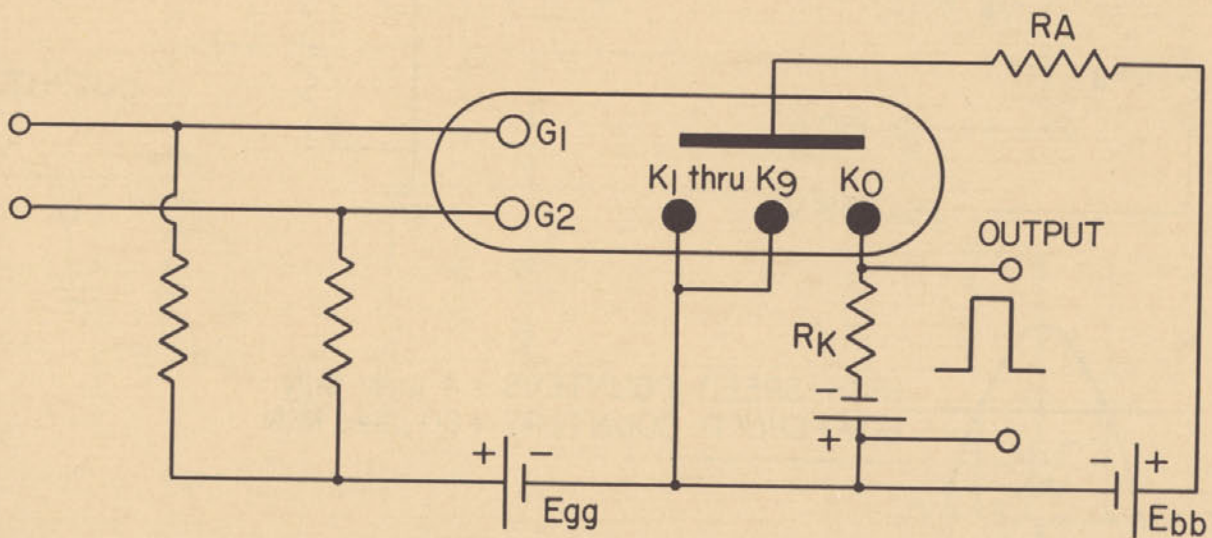 RA
G1
G2
K1 thru K9 K0
OUTPUT
RK
-
+
+ -
Egg
- +
Ebb